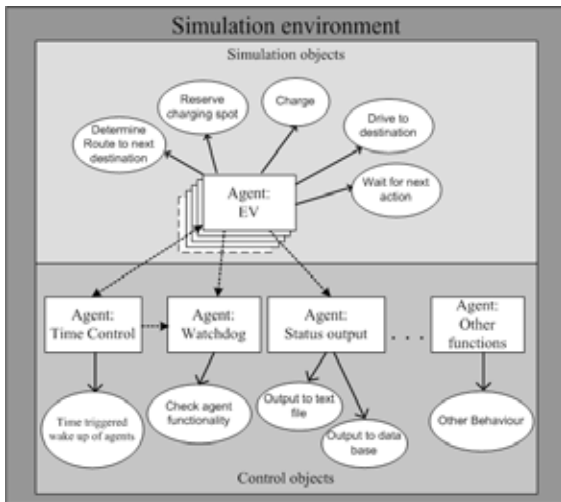 Simulation environment
Simulation objects
Reserve
charging spot
Charge
Determine
Route to next
destination
Drive to
destination
Wait for next
action
Agent:
EV
Agent:
Time Control
Agent:
Watchdog
Agent:
Status output
. . .
Agent:
Other
functions
Time triggered
wake up of agents.
Check agent
functionality
Output to text
file
Output to data
base
Other Behaviour
Control objects